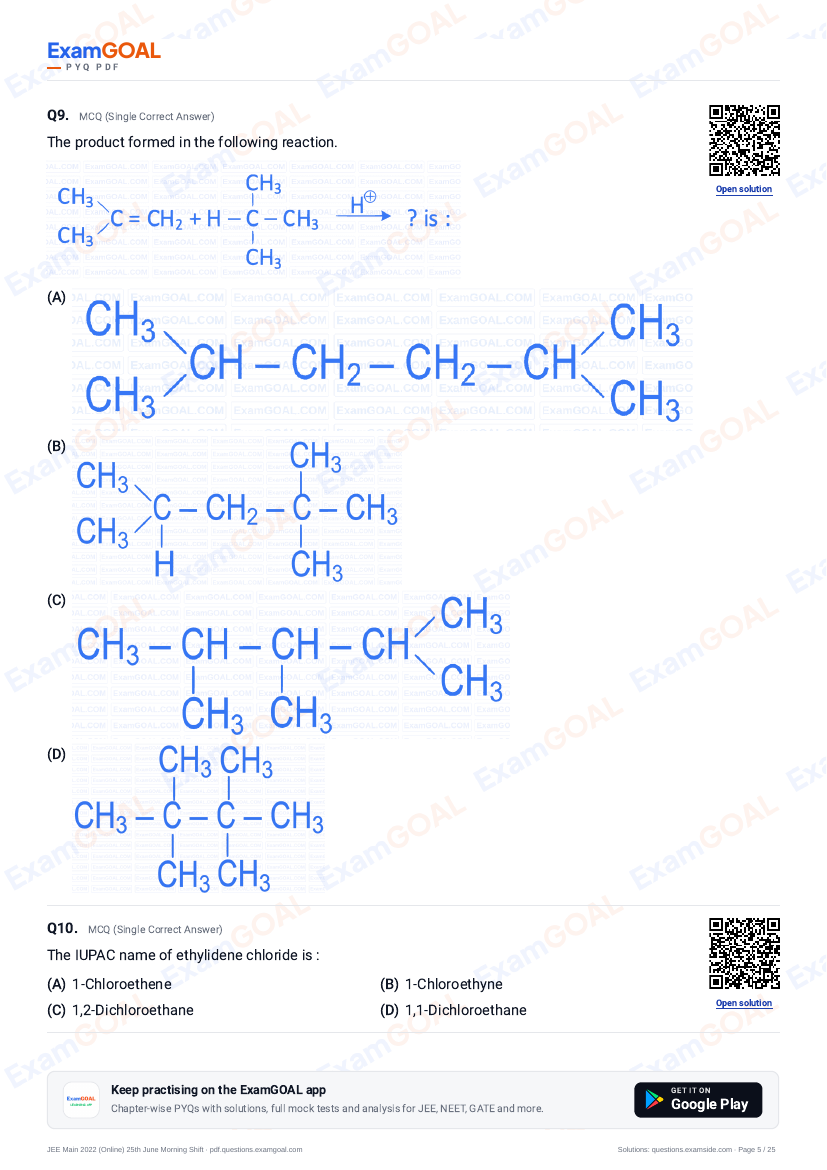 ExamGOAL
PYQ PDF
Q9. MCQ (Single Correct Answer)
The product formed in the following reaction.
Open solution
CH3
CH3
C = CH2 + H – C – CH3
CH3
CH3
H⊕
? is :
(A)
CH3
CH3
CH – CH2 – CH2 – CH
CH3
CH3
(B)
CH3
CH3
C – CH2 – C – CH3
CH3
H
CH3
(C)
CH3 – CH – CH – CH
CH3
CH3
CH3 CH3
(D)
CH3 CH3
CH3 – C – C – CH3
CH3 CH3
Q10. MCQ (Single Correct Answer)
The IUPAC name of ethylidene chloride is :
(A) 1-Chloroethene
(B) 1-Chloroethyne
(C) 1,2-Dichloroethane
(D) 1,1-Dichloroethane
Open solution
Keep practising on the ExamGOAL app
Chapter-wise PYQs with solutions, full mock tests and analysis for JEE, NEET, GATE and more.
GET IT ON
Google Play
JEE Main 2022 (Online) 25th June Morning Shift · pdf.questions.examgoal.com
Solutions: questions.examside.com · Page 5 / 25